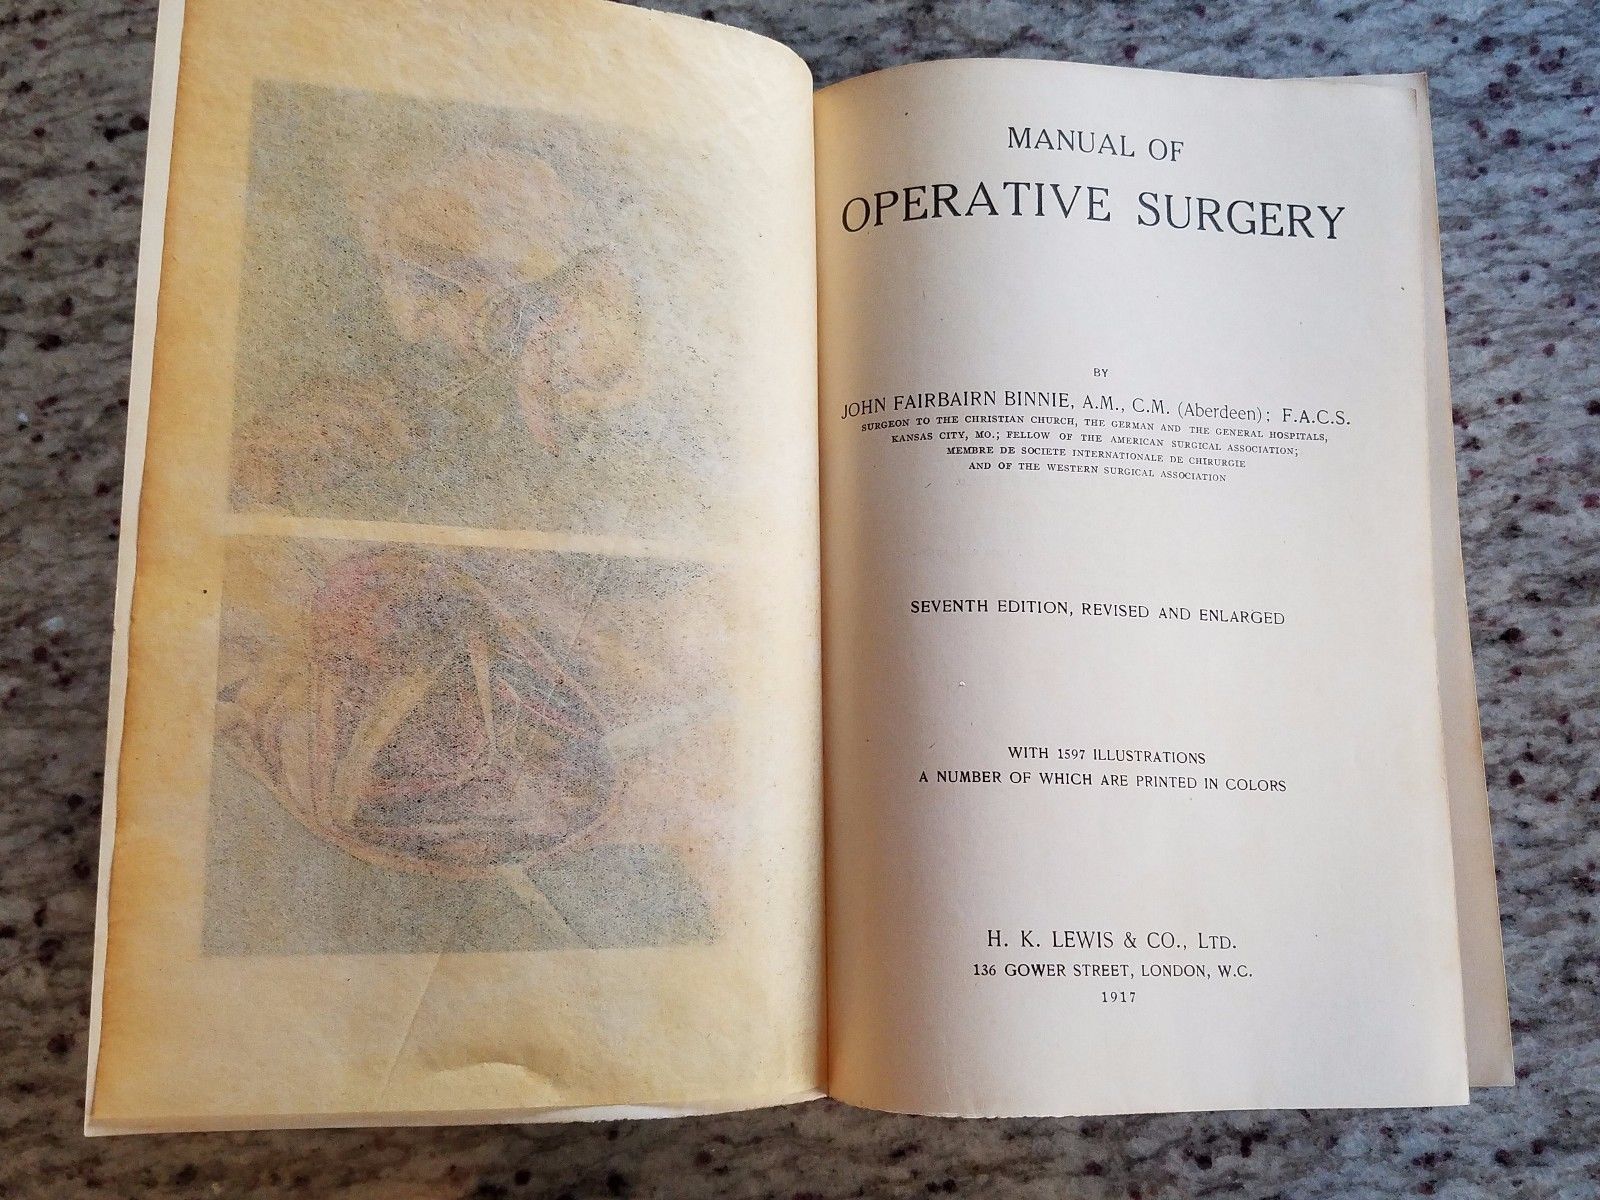 MANUAL OF
OPERATIVE SURGERY
BY
JOHN FAIRBAIRN BINNIE, A.M., C.M. (Aberdeen); F.A.C.S.
SURGEON TO THE CHRISTIAN CHURCH, THE GERMAN AND THE GENERAL HOSPITALS,
KANSAS CITY, MO.; FELLOW OF THE AMERICAN SURGICAL ASSOCIATION;
MEMBRE DE SOCIETE INTERNATIONALE DE CHIRURGIE
AND OF THE WESTERN SURGICAL ASSOCIATION
SEVENTH EDITION, REVISED AND ENLARGED
WITH 1597 ILLUSTRATIONS
A NUMBER OF WHICH ARE PRINTED IN COLORS
H. K. LEWIS & CO., LTD.
136 GOWER STREET, LONDON, W.C.
1917